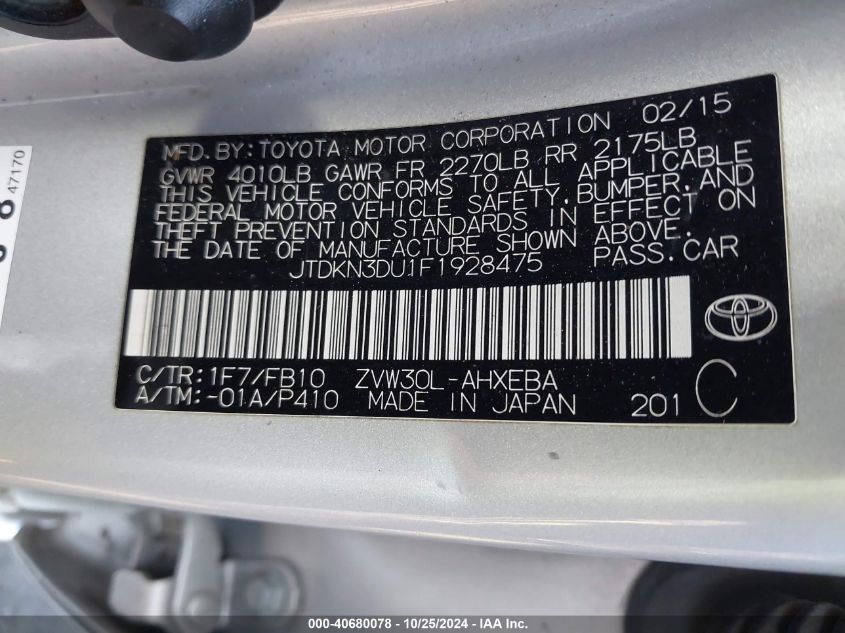 MFD. BY: TOYOTA MOTOR CORPORATION 02/15
GVWR 4010LB GAWR FR 2270LB RR 2175LB
THIS VEHICLE CONFORMS TO ALL APPLICABLE
FEDERAL MOTOR VEHICLE SAFETY, BUMPER, AND
THEFT PREVENTION STANDARDS IN EFFECT ON
THE DATE OF MANUFACTURE SHOWN ABOVE.
JTDKN3DU1F1928475 PASS. CAR
C/TR: 1F7/FB10 ZVW30L-AHXEBA
A/TM: -01A/P410 MADE IN JAPAN 201 C
47170
000-40680078 - 10/25/2024 - IAA Inc.